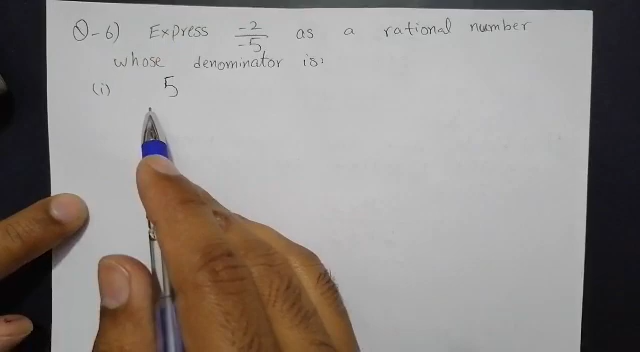 Q-6) Express -2/-5 as a rational number
whose denominator is:
(i) 5